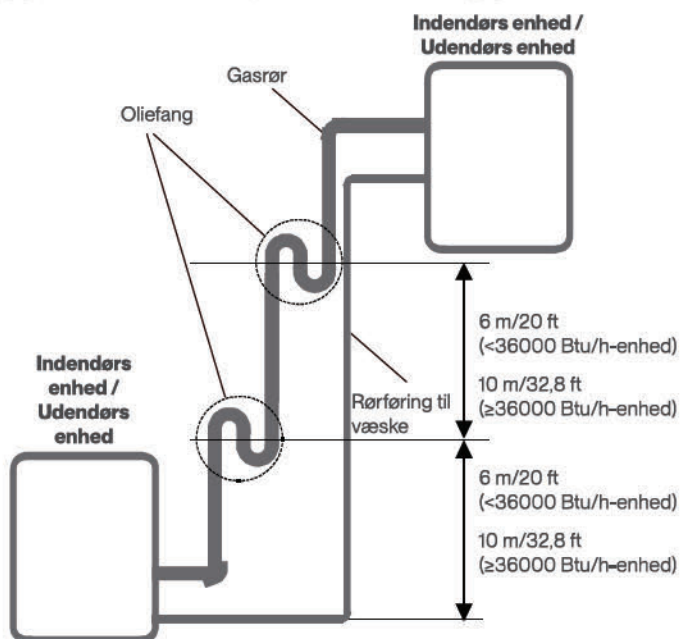 Indendørs enhed /
Udendørs enhed
Gasrør
Oliefang
6 m/20 ft
(<36000 Btu/h-enhed)
10 m/32,8 ft
(≥36000 Btu/h-enhed)
Indendørs
enhed /
Udendørs
enhed
Rørføring til
væske
6 m/20 ft
(<36000 Btu/h-enhed)
10 m/32,8 ft
(≥36000 Btu/h-enhed)